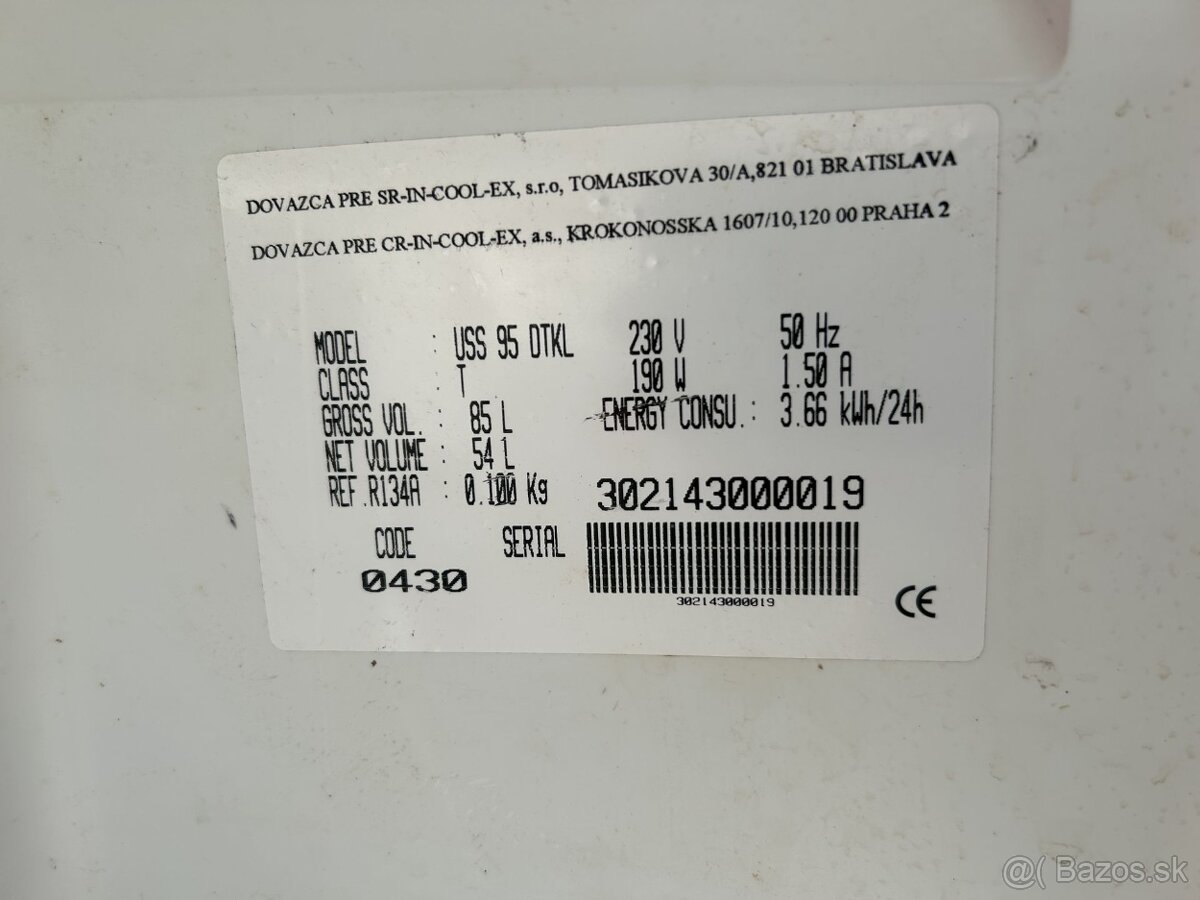 DOVAZCA PRE SR-IN-COOL-EX, s.r.o, TOMASIKOVA 30/A,821 01 BRATISLAVA
DOVAZCA PRE CR-IN-COOL-EX, a.s., KROKONOSSKA 1607/10,120 00 PRAHA 2
MODEL : USS 95 DTKL 230 V 50 Hz
CLASS . T 190 W 1.50 A
GROSS VOL. : 85 L ENERGY CONSU.: 3.66 kWh/24h
NET VOLUME : 54 L
REF.R134A : 0.100 Kg 302143000019
CODE SERIAL
0430
302143000019
CE
@( Bazos.sk